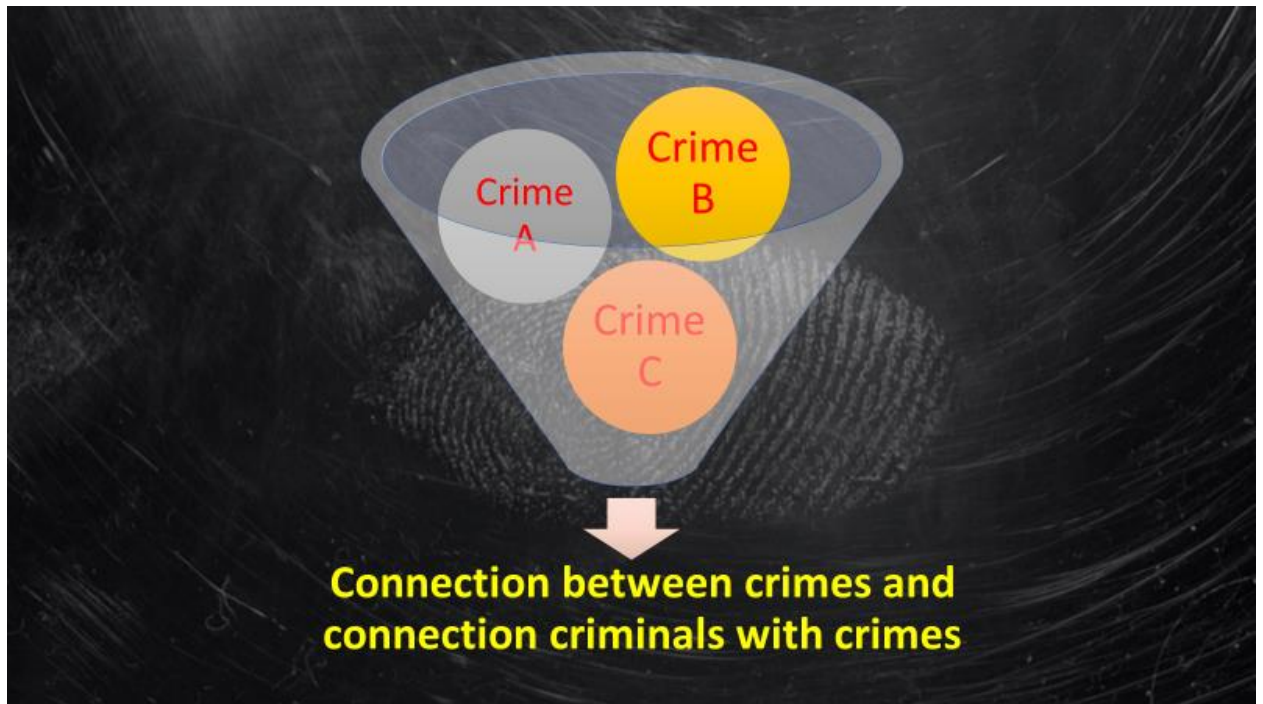 Crime
A
Crime
B
Crime
C
Connection between crimes and
connection criminals with crimes